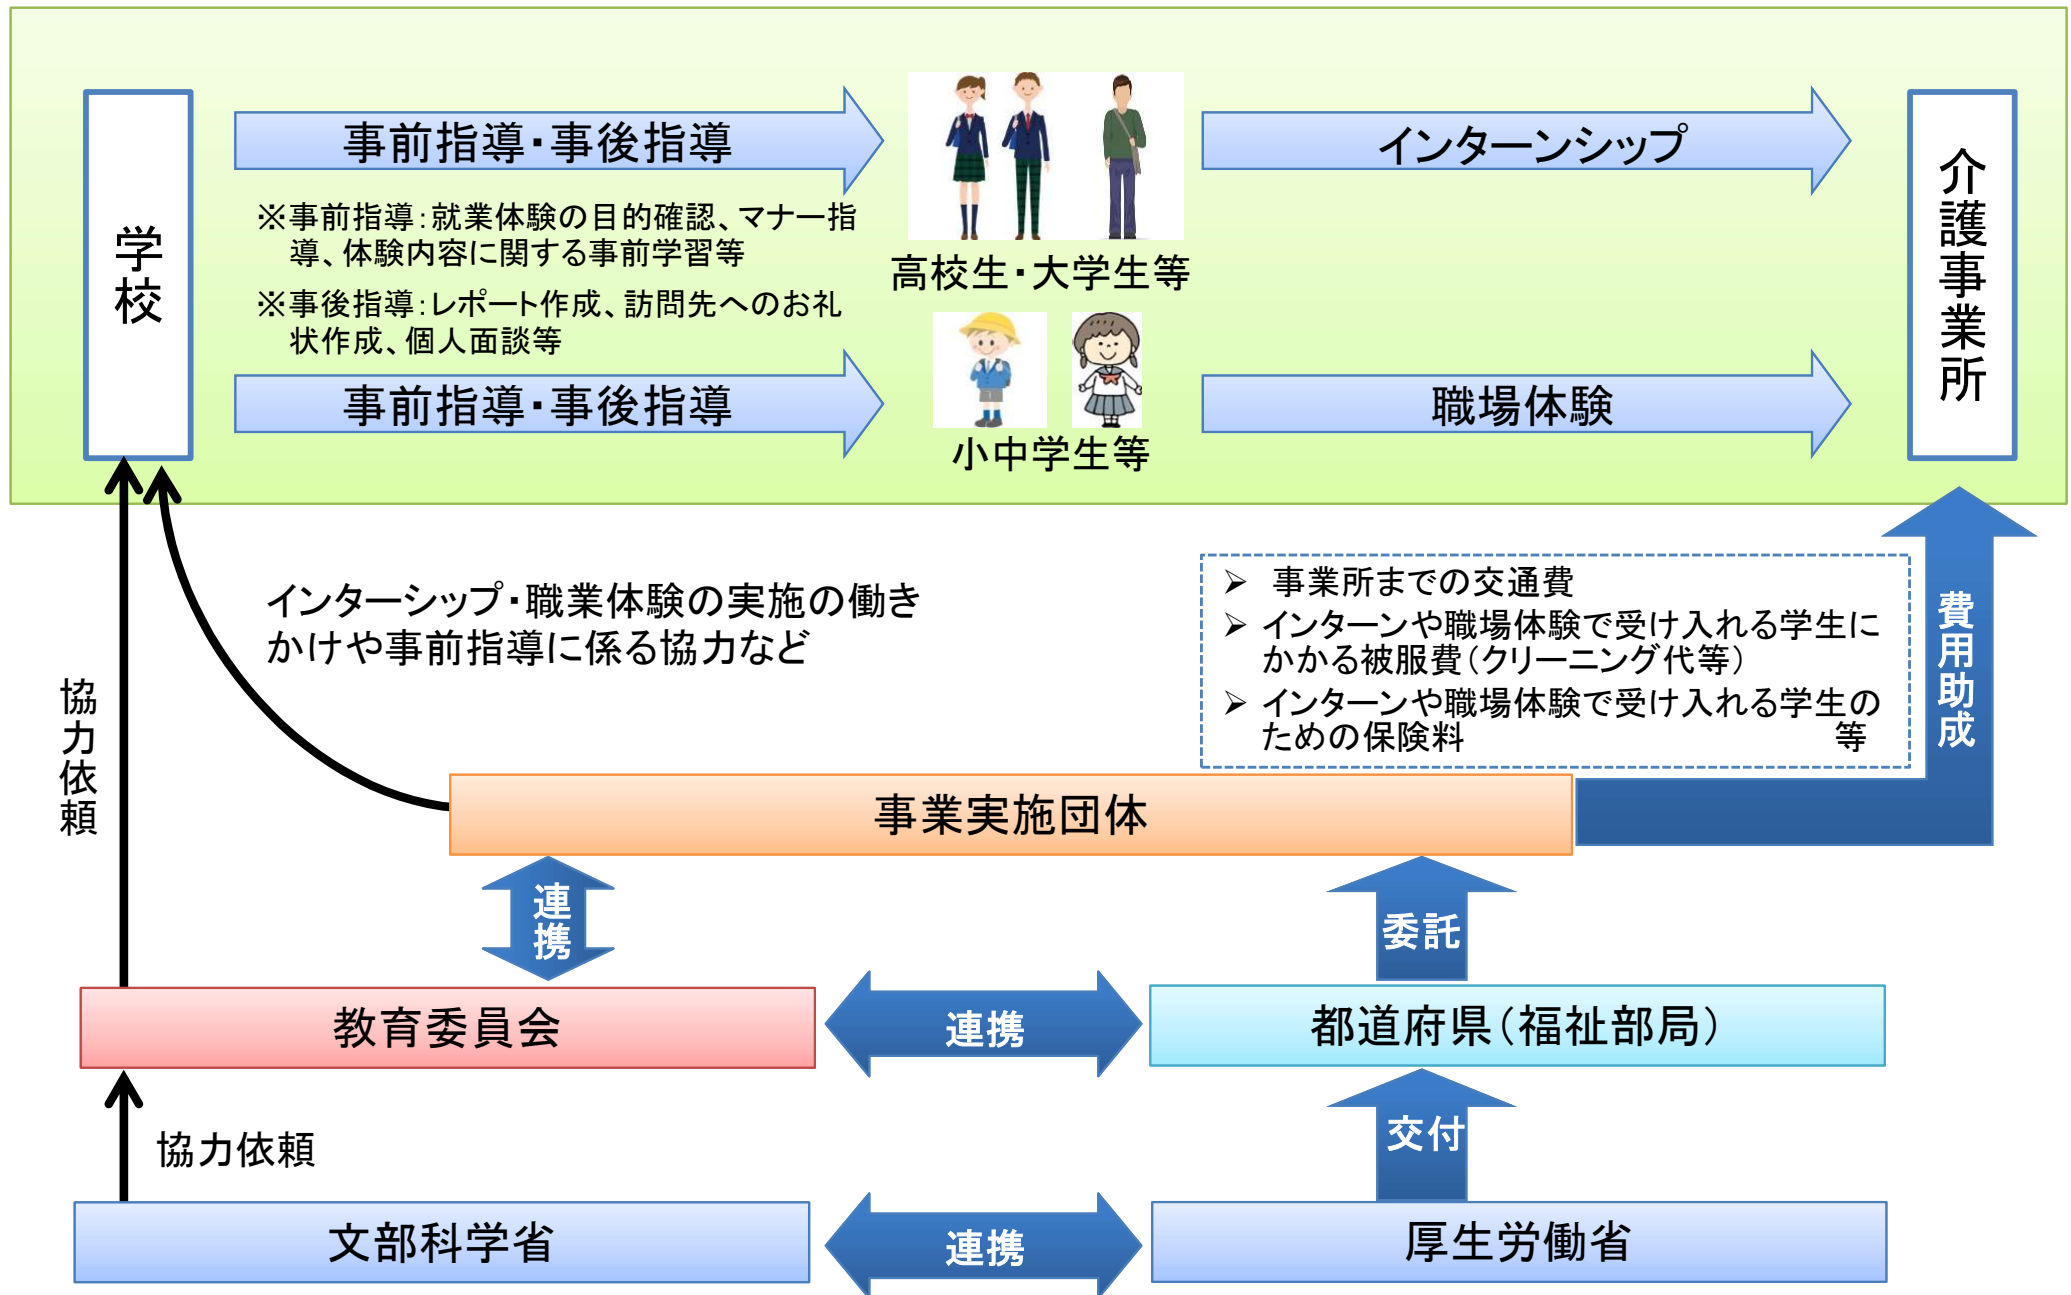 学校
事前指導・事後指導
※事前指導：就業体験の目的確認、マナー指
導、体験内容に関する事前学習等
※事後指導：レポート作成、訪問先へのお礼
状作成、個人面談等
事前指導・事後指導
高校生・大学生等
小中学生等
インターンシップ
職場体験
介護事業所
インターシップ・職業体験の実施の働き
かけや事前指導に係る協力など
➢ 事業所までの交通費
➢ インターンや職場体験で受け入れる学生に
かかる被服費（クリーニング代等）
➢ インターンや職場体験で受け入れる学生の
ための保険料 等
費用助成
協力依頼
事業実施団体
連携
委託
教育委員会
連携
都道府県（福祉部局）
協力依頼
交付
文部科学省
連携
厚生労働省